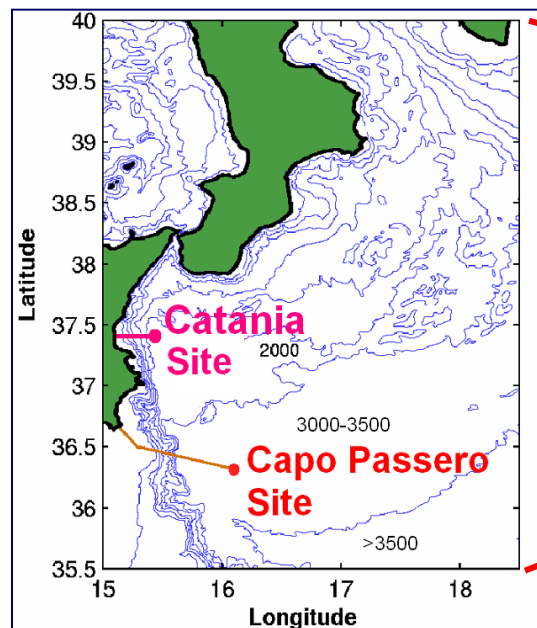 40
39.5
39
38.5
38
37.5
37
36.5
36
35.5
Latitude
Catania
Site
2000
3000-3500
Capo Passero
Site
>3500
15
16
17
18
Longitude